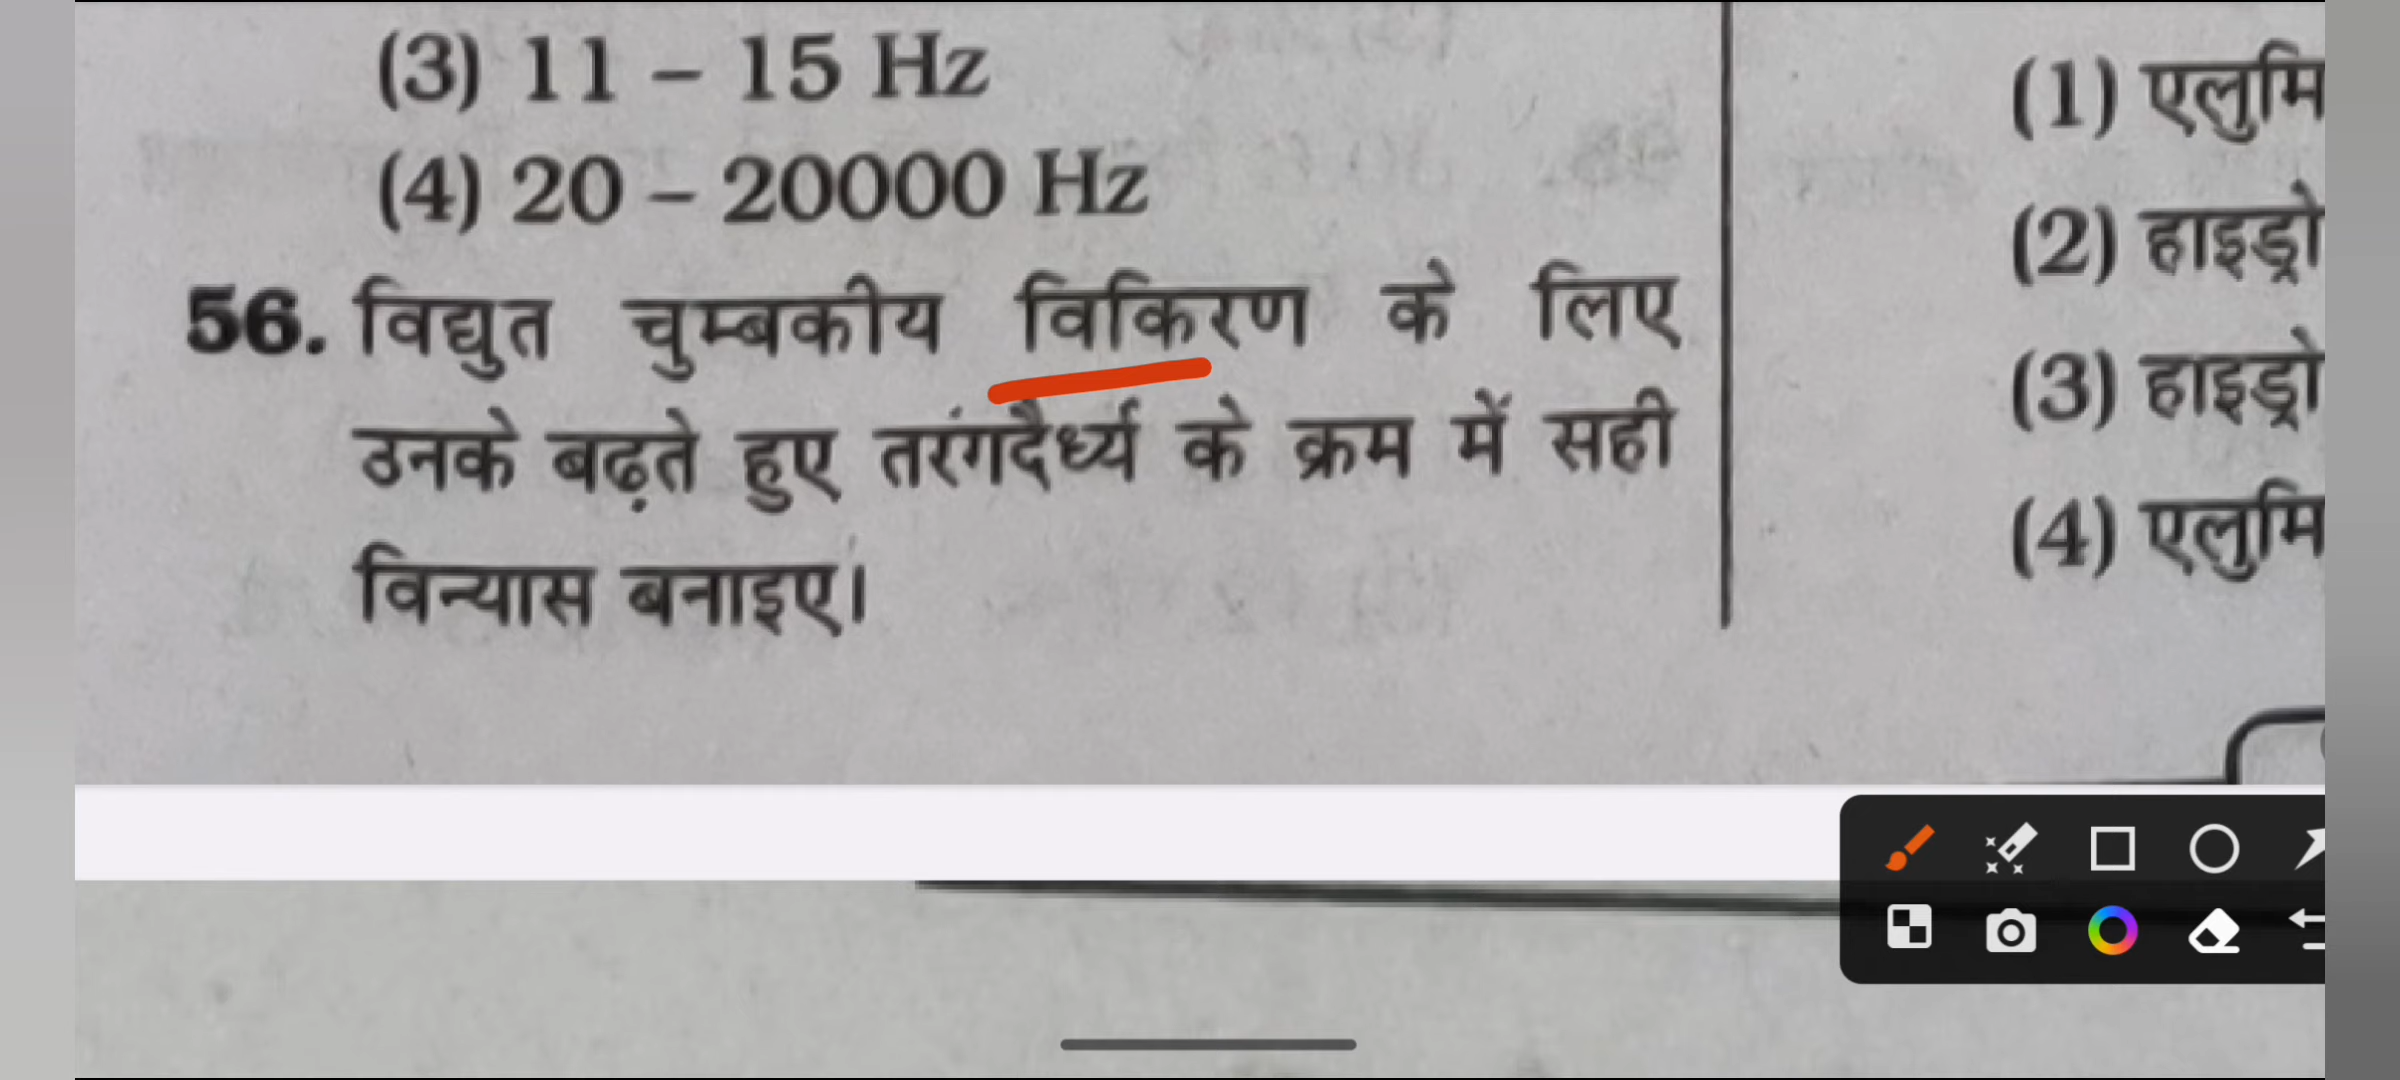 (3) 11 – 15 Hz
(4) 20 – 20000 Hz
56. विद्युत चुम्बकीय विकिरण के लिए
उनके बढ़ते हुए तरंगदैर्ध्य के क्रम में सही
विन्यास बनाइए।
(1) एलुमि
(2) हाइड्रो
(3) हाइड्रो
(4) एलुमि